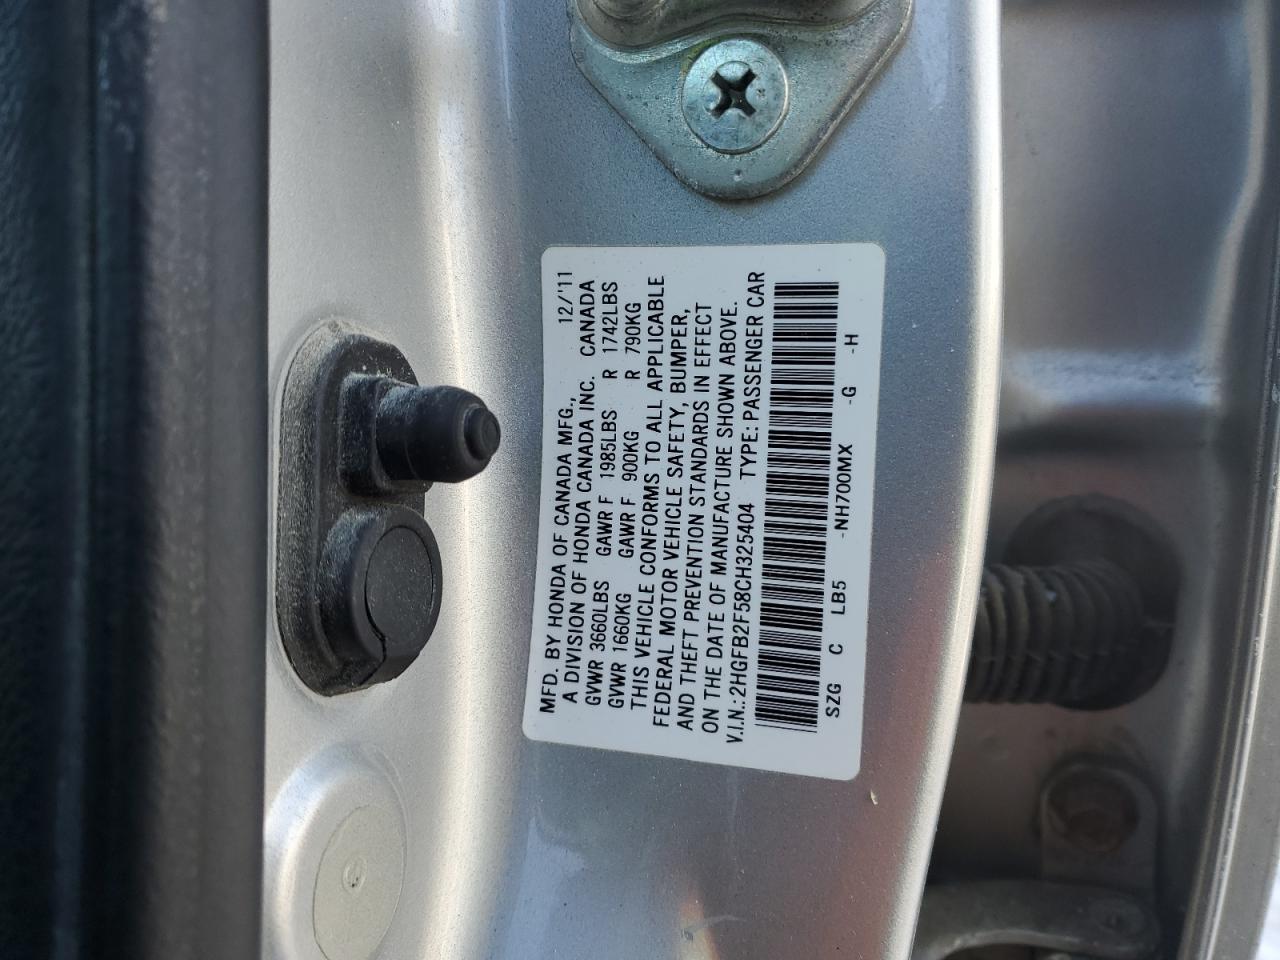 MFD. BY HONDA OF CANADA MFG., 12/'11
A DIVISION OF HONDA CANADA INC. CANADA
GVWR 3660LBS GAWR F 1985LBS R 1742LBS
GVWR 1660KG GAWR F 900KG R 790KG
THIS VEHICLE CONFORMS TO ALL APPLICABLE
FEDERAL MOTOR VEHICLE SAFETY, BUMPER,
AND THEFT PREVENTION STANDARDS IN EFFECT
ON THE DATE OF MANUFACTURE SHOWN ABOVE.
V.I.N.:2HGFB2F58CH325404 TYPE:PASSENGER CAR
SZG C LB5 -NH700MX -G -H